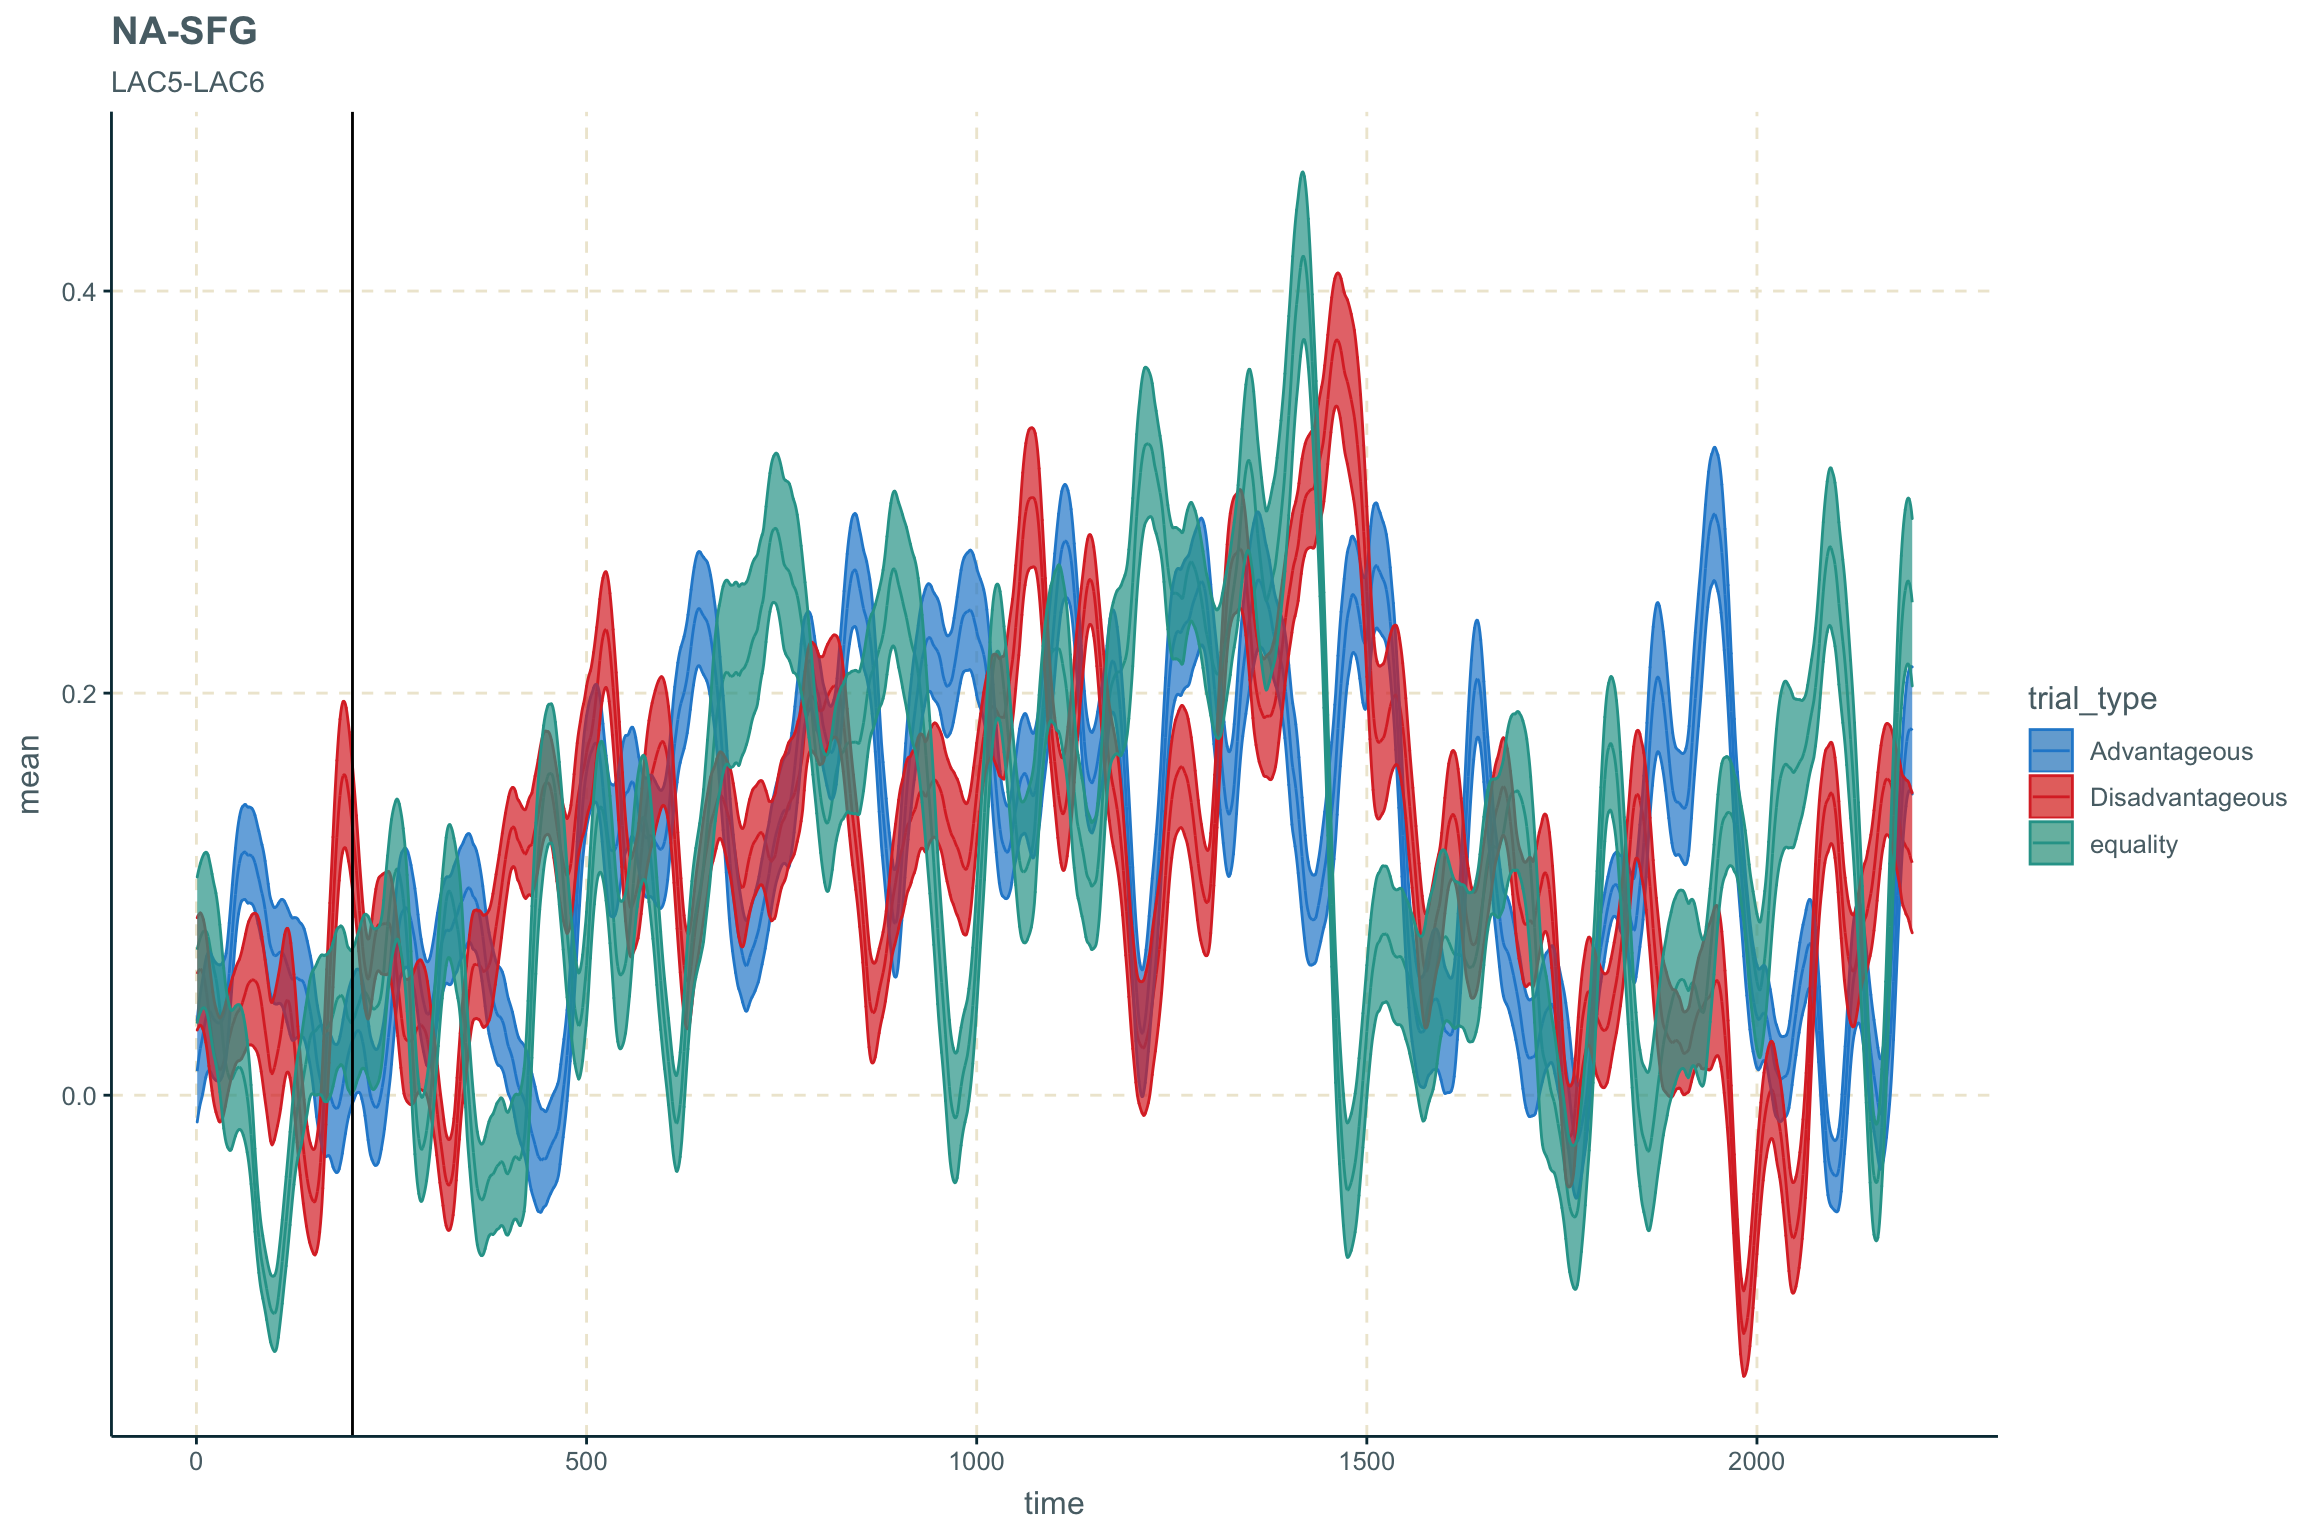 NA-SFG
LAC5-LAC6
0.4
0.2
0.0
mean
0
500
1000
1500
2000
time
trial_type
Advantageous
Disadvantageous
equality